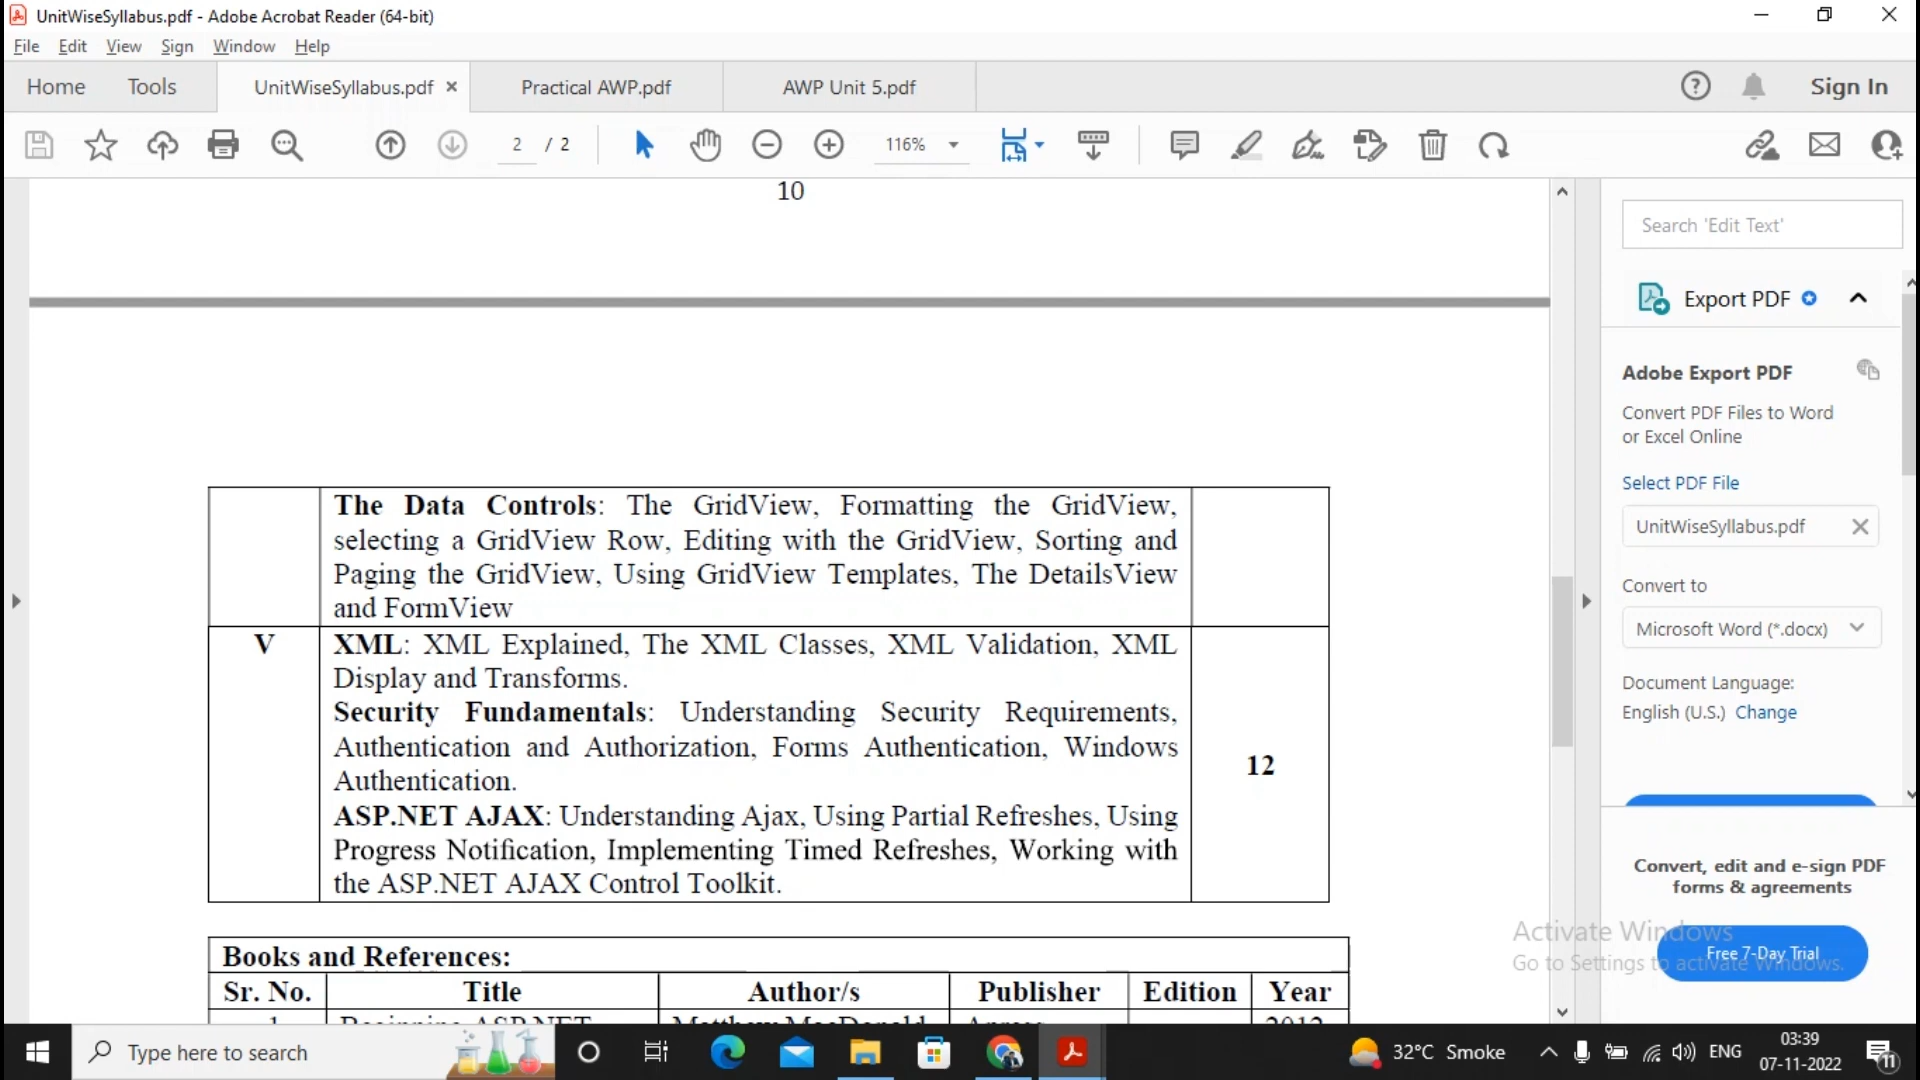 UnitWiseSyllabus.pdf - Adobe Acrobat Reader (64-bit)
File Edit View Sign Window Help
Home Tools UnitWiseSyllabus.pdf × Practical AWP.pdf AWP Unit 5.pdf Sign In
2 / 2 116%
10
Search 'Edit Text'
Export PDF
Adobe Export PDF
Convert PDF Files to Word
or Excel Online
Select PDF File
UnitWiseSyllabus.pdf
Convert to
Microsoft Word (*.docx)
Document Language:
English (U.S.) Change
Convert, edit and e-sign PDF
forms & agreements
Free 7-Day Trial
Activate Windows
Go to Settings to activate Windows.
The Data Controls: The GridView, Formatting the GridView,
selecting a GridView Row, Editing with the GridView, Sorting and
Paging the GridView, Using GridView Templates, The DetailsView
and FormView
V
XML: XML Explained, The XML Classes, XML Validation, XML
Display and Transforms.
Security Fundamentals: Understanding Security Requirements,
Authentication and Authorization, Forms Authentication, Windows
Authentication.
ASP.NET AJAX: Understanding Ajax, Using Partial Refreshes, Using
Progress Notification, Implementing Timed Refreshes, Working with
the ASP.NET AJAX Control Toolkit.
12
Books and References:
Sr. No. Title Author/s Publisher Edition Year
1 Beginning ASP.NET Matthew MacDonald Apress 2012
Type here to search
32°C Smoke
ENG
03:39
07-11-2022
11